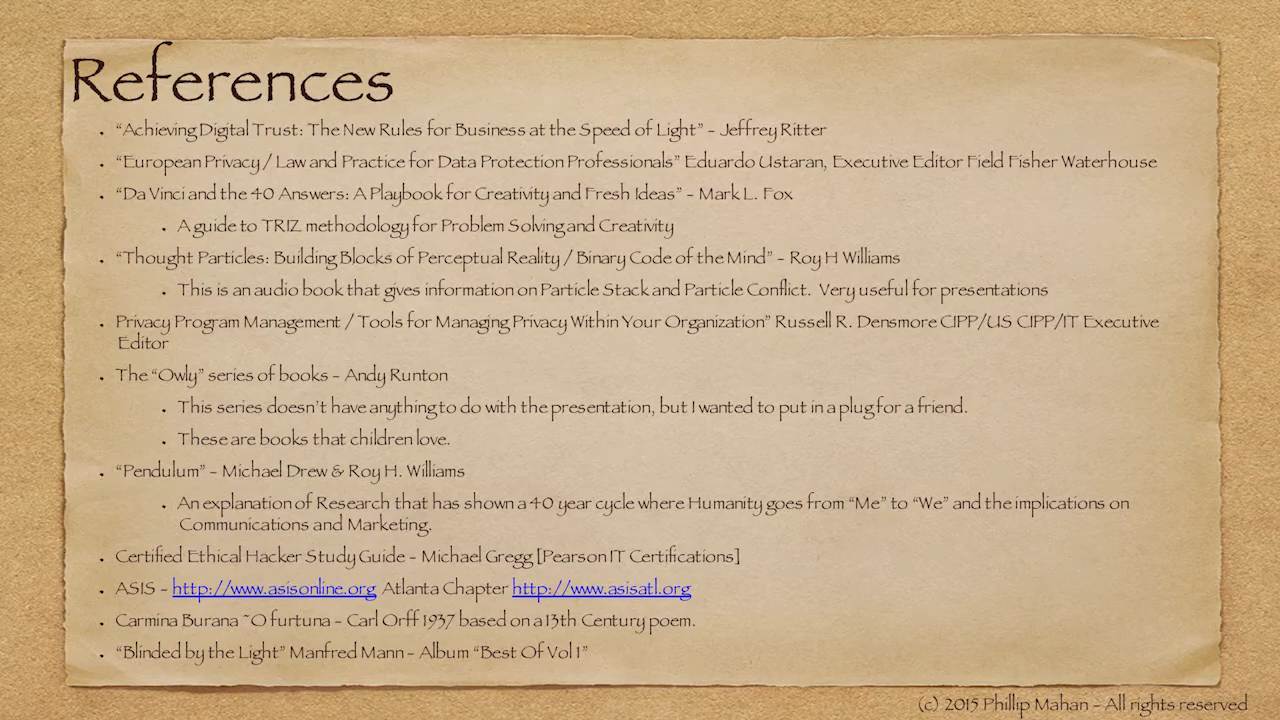 References
• “Achieving Digital Trust: The New Rules for Business at the Speed of Light” - Jeffrey Ritter
• “European Privacy / Law and Practice for Data Protection Professionals” Eduardo Ustaran, Executive Editor Field Fisher Waterhouse
• “Da Vinci and the 40 Answers: A Playbook for Creativity and Fresh Ideas” - Mark L. Fox
• A guide to TRIZ methodology for Problem Solving and Creativity
• “Thought Particles: Building Blocks of Perceptual Reality / Binary Code of the Mind” - Roy H Williams
• This is an audio book that gives information on Particle Stack and Particle Conflict. Very useful for presentations
• Privacy Program Management / Tools for Managing Privacy Within Your Organization” Russell R. Densmore CIPP/US CIPP/IT Executive
Editor
• The “Owly” series of books - Andy Runton
• This series doesn’t have anything to do with the presentation, but I wanted to put in a plug for a friend.
• These are books that children love.
• “Pendulum” - Michael Drew & Roy H. Williams
• An explanation of Research that has shown a 40 year cycle where Humanity goes from “Me” to “We” and the implications on
Communications and Marketing.
• Certified Ethical Hacker Study Guide - Michael Gregg [Pearson IT Certifications]
• ASIS - http://www.asisonline.org Atlanta Chapter http://www.asisatl.org
• Carmina Burana ~O furtuna - Carl Orff 1937 based on a 13th Century poem.
• “Blinded by the Light” Manfred Mann - Album “Best Of Vol 1”
(c) 2015 Phillip Mahan - All rights reserved